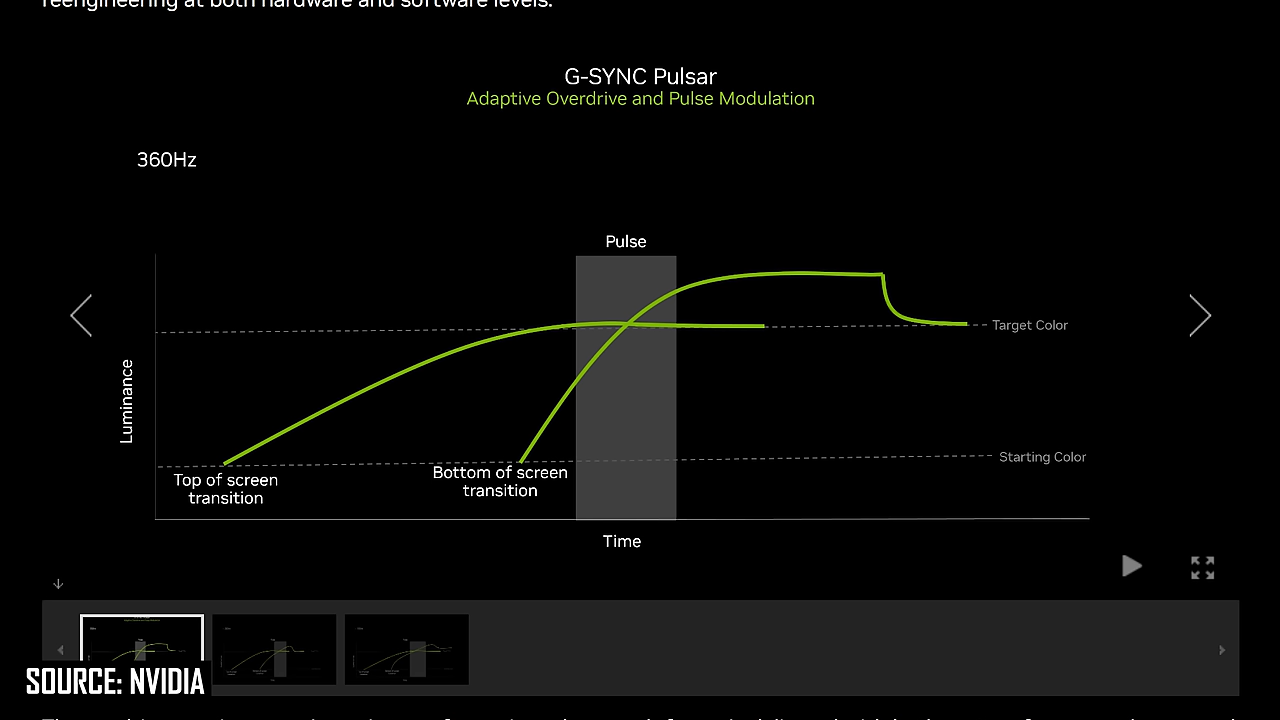 reengineering at both hardware and software levels.
G-SYNC Pulsar
Adaptive Overdrive and Pulse Modulation
360Hz
Pulse
Target Color
Luminance
Starting Color
Top of screen
transition
Bottom of screen
transition
Time
SOURCE: NVIDIA